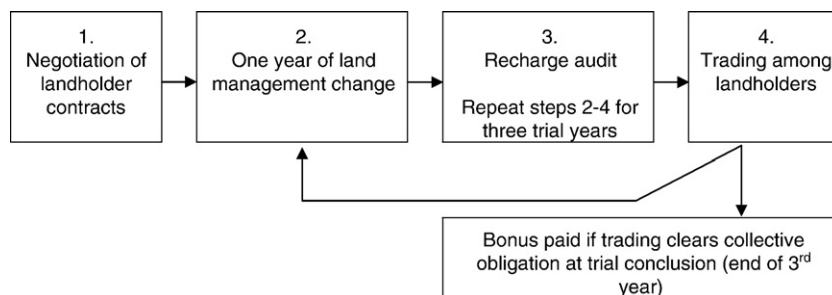 1.
Negotiation of
landholder
contracts
2.
One year of land
management change
3.
Recharge audit
Repeat steps 2-4 for
three trial years
4.
Trading among
landholders
Bonus paid if trading clears collective
obligation at trial conclusion (end of 3rd
year)